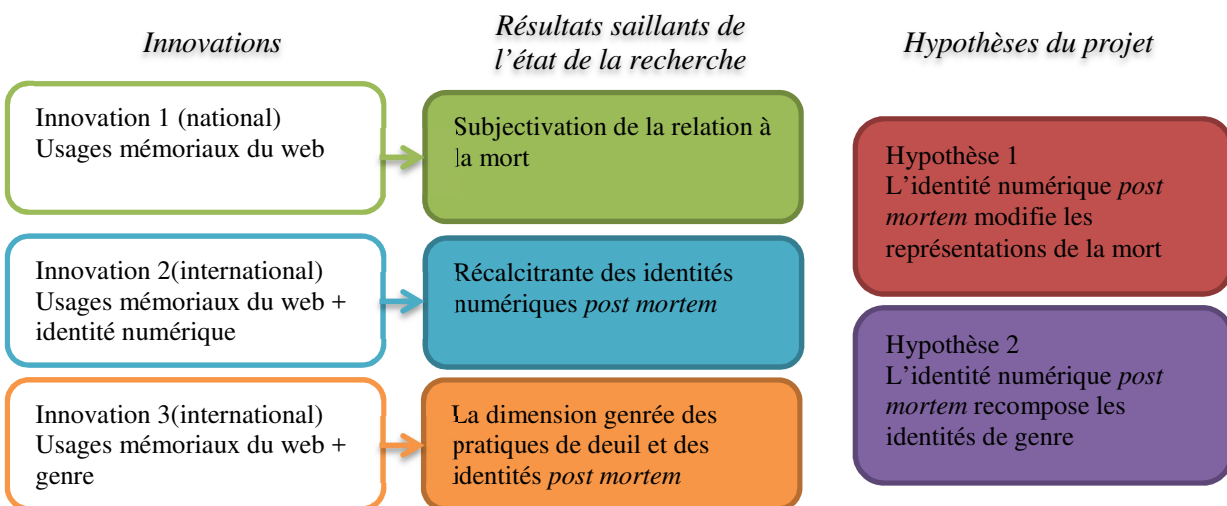 Innovations
Résultats saillants de
l'état de la recherche
Hypothèses du projet
Innovation 1 (national)
Usages mémoriaux du web
Subjectivation de la relation à
la mort
Innovation 2(international)
Usages mémoriaux du web +
identité numérique
Récalcitrante des identités
numériques post mortem
Innovation 3(international)
Usages mémoriaux du web +
genre
La dimension genrée des
pratiques de deuil et des
identités post mortem
Hypothèse 1
L'identité numérique post
mortem modifie les
représentations de la mort
Hypothèse 2
L'identité numérique post
mortem recompose les
identités de genre